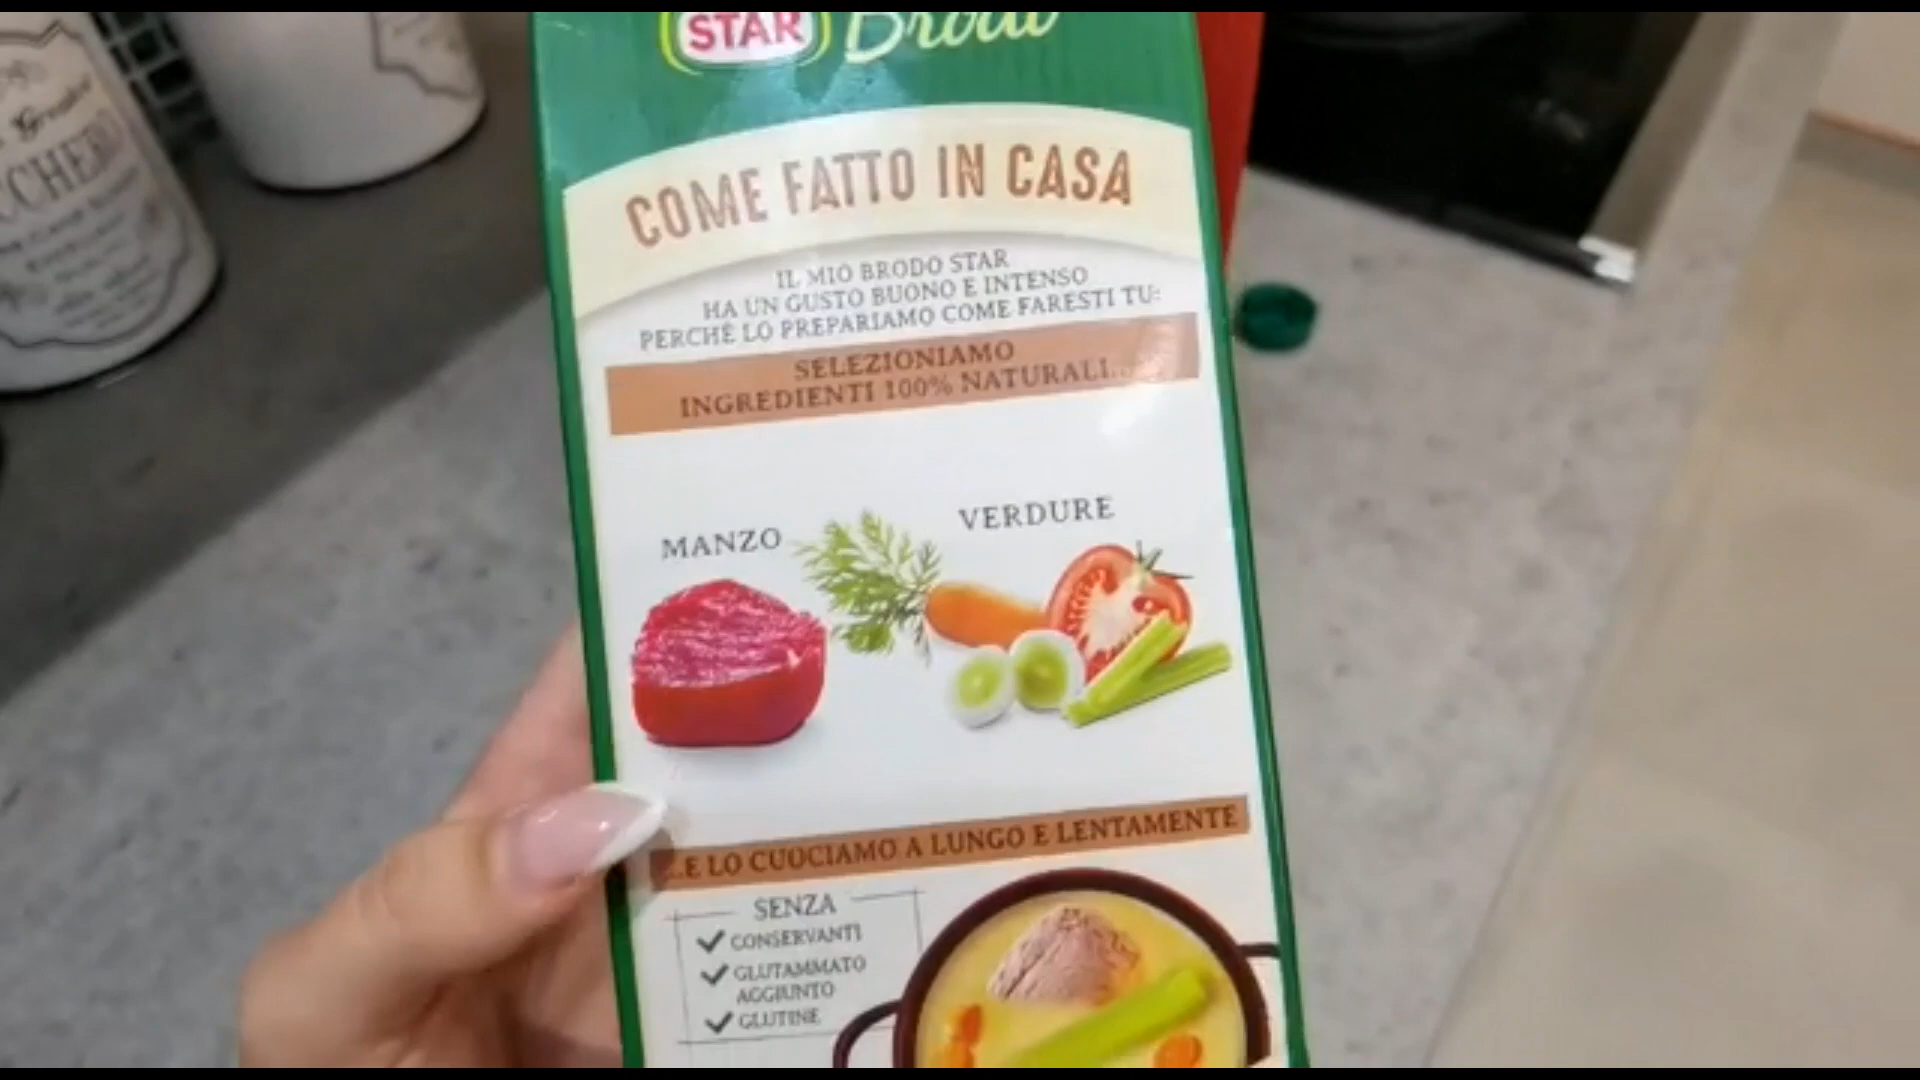 STAR Brodo
COME FATTO IN CASA
IL MIO BRODO STAR
HA UN GUSTO BUONO E INTENSO
PERCHÉ LO PREPARIAMO COME FARESTI TU:
SELEZIONIAMO
INGREDIENTI 100% NATURALI...
MANZO
VERDURE
...E LO CUOCIAMO A LUNGO E LENTAMENTE
SENZA
CONSERVANTI
GLUTAMMATO
AGGIUNTO
GLUTINE